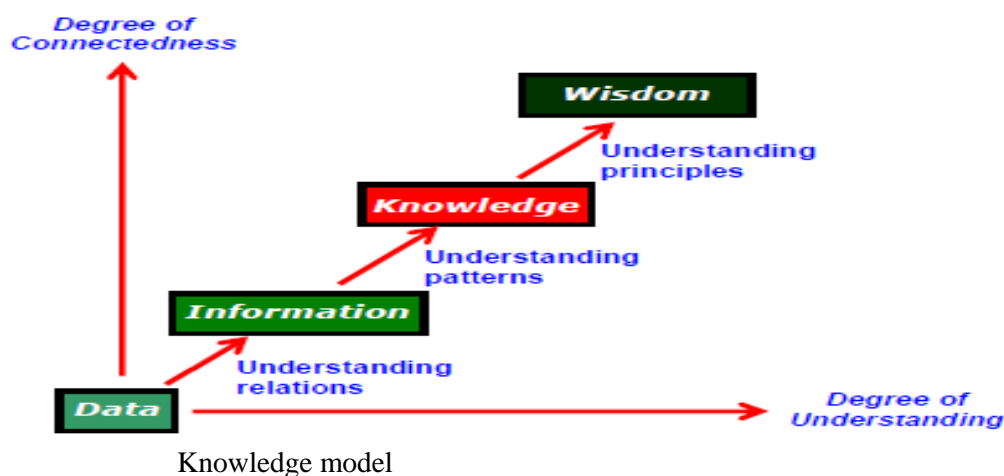 Degree of
Connectedness
Wisdom
Understanding
principles
Knowledge
Understanding
patterns
Information
Understanding
relations
Data
Degree of
Understanding
Knowledge model